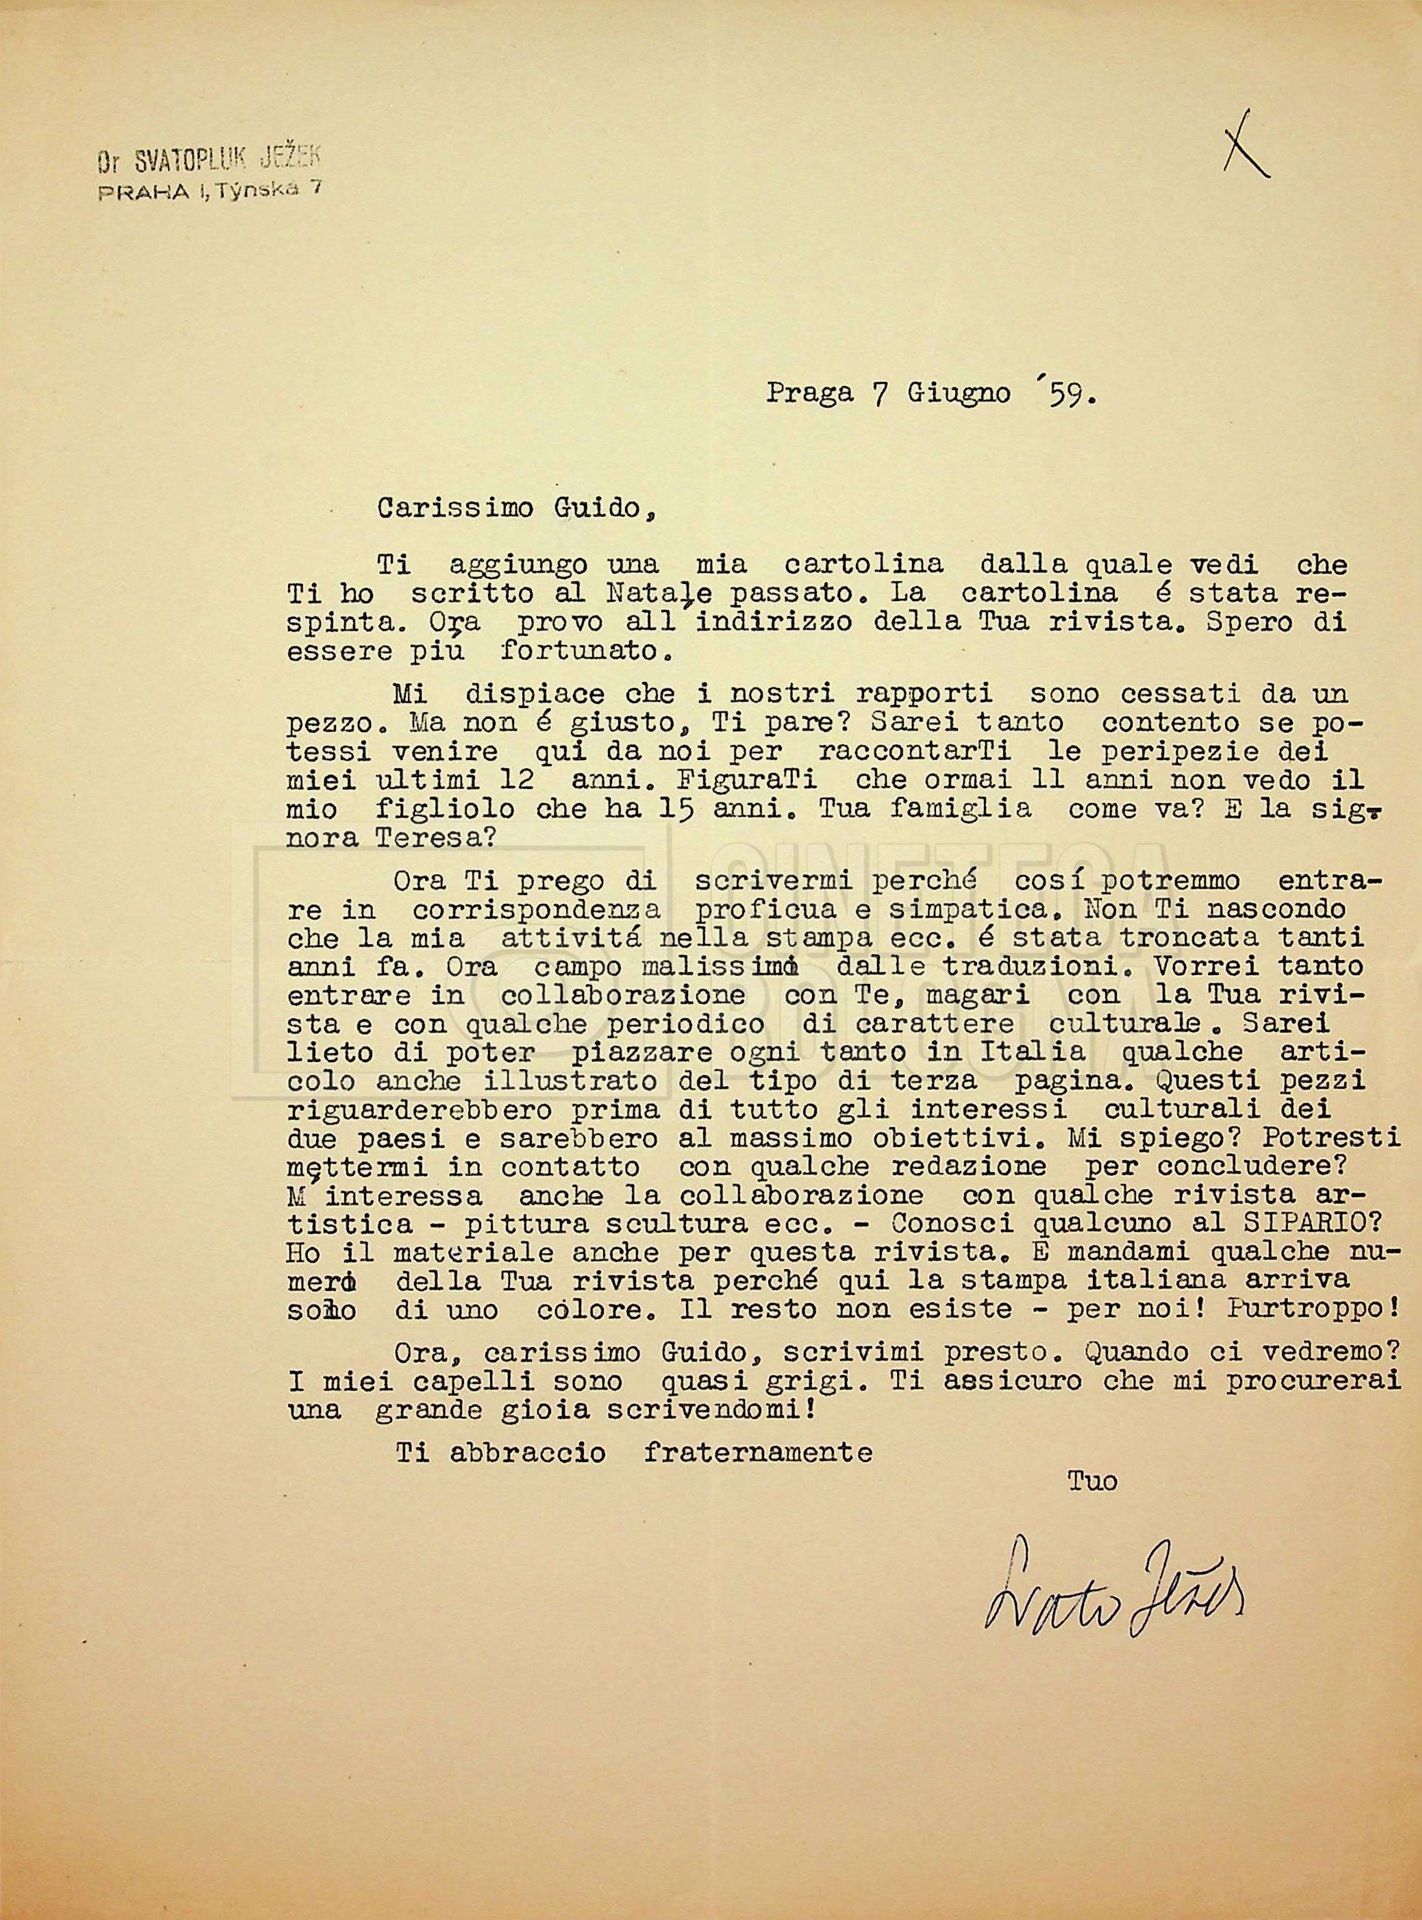 Dr SVATOPLUK JEŽEK
PRAHA I, Týnská 7
X
Praga 7 Giugno ´59.
Carissimo Guido,
Ti aggiungo una mia cartolina dalla quale vedi che
Ti ho scritto al Natale passato. La cartolina é stata re-
spinta. Ora provo all´indirizzo della Tua rivista. Spero di
essere piu fortunato.
Mi dispiace che i nostri rapporti sono cessati da un
pezzo. Ma non é giusto, Ti pare? Sarei tanto contento se po-
tessi venire qui da noi per raccontarTi le peripezie dei
miei ultimi 12 anni. FiguraTi che ormai 11 anni non vedo il
mio figliolo che ha 15 anni. Tua famiglia come va? E la sig-
nora Teresa?
Ora Ti prego di scrivermi perché cosí potremmo entra-
re in corrispondenza proficua e simpatica. Non Ti nascondo
che la mia attivitá nella stampa ecc. é stata troncata tanti
anni fa. Ora campo malissimo dalle traduzioni. Vorrei tanto
entrare in collaborazione con Te, magari con la Tua rivi-
sta e con qualche periodico di carattere culturale. Sarei
lieto di poter piazzare ogni tanto in Italia qualche arti-
colo anche illustrato del tipo di terza pagina. Questi pezzi
riguarderebbero prima di tutto gli interessi culturali dei
due paesi e sarebbero al massimo obiettivi. Mi spiego? Potresti
mettermi in contatto con qualche redazione per concludere?
M´interessa anche la collaborazione con qualche rivista ar-
tistica - pittura scultura ecc. - Conosci qualcuno al SIPARIO?
Ho il materiale anche per questa rivista. E mandami qualche nu-
mero della Tua rivista perché qui la stampa italiana arriva
solo di uno colore. Il resto non esiste - per noi! Purtroppo!
Ora, carissimo Guido, scrivimi presto. Quando ci vedremo?
I miei capelli sono quasi grigi. Ti assicuro che mi procurerai
una grande gioia scrivendomi!
Ti abbraccio fraternamente
Tuo
Svato Ježek
CINETECA
BOLOGNA